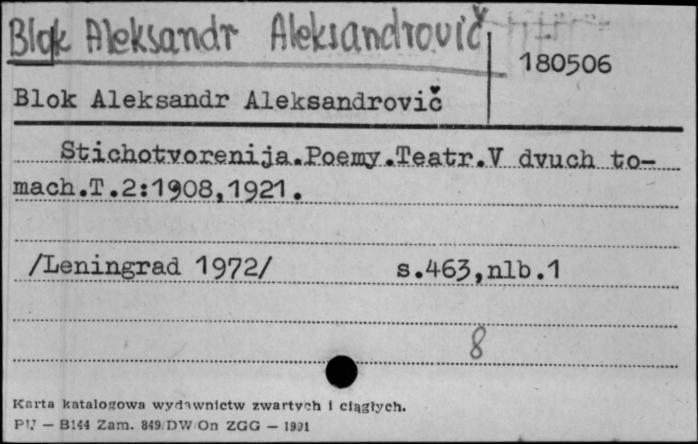 Blok Aleksandr Aleksandrovič
180506
Blok Aleksandr Aleksandrovič
Stichotvorenija.Poemy.Teatr.V dvuch to-
mach.T.2:1908,1921.
/Leningrad 1972/ s.463,nlb.1
8
Karta katalogowa wydawnictw zwartych i ciągłych.
PU — B144 Zam. 849/DW/On ZGG — 1991